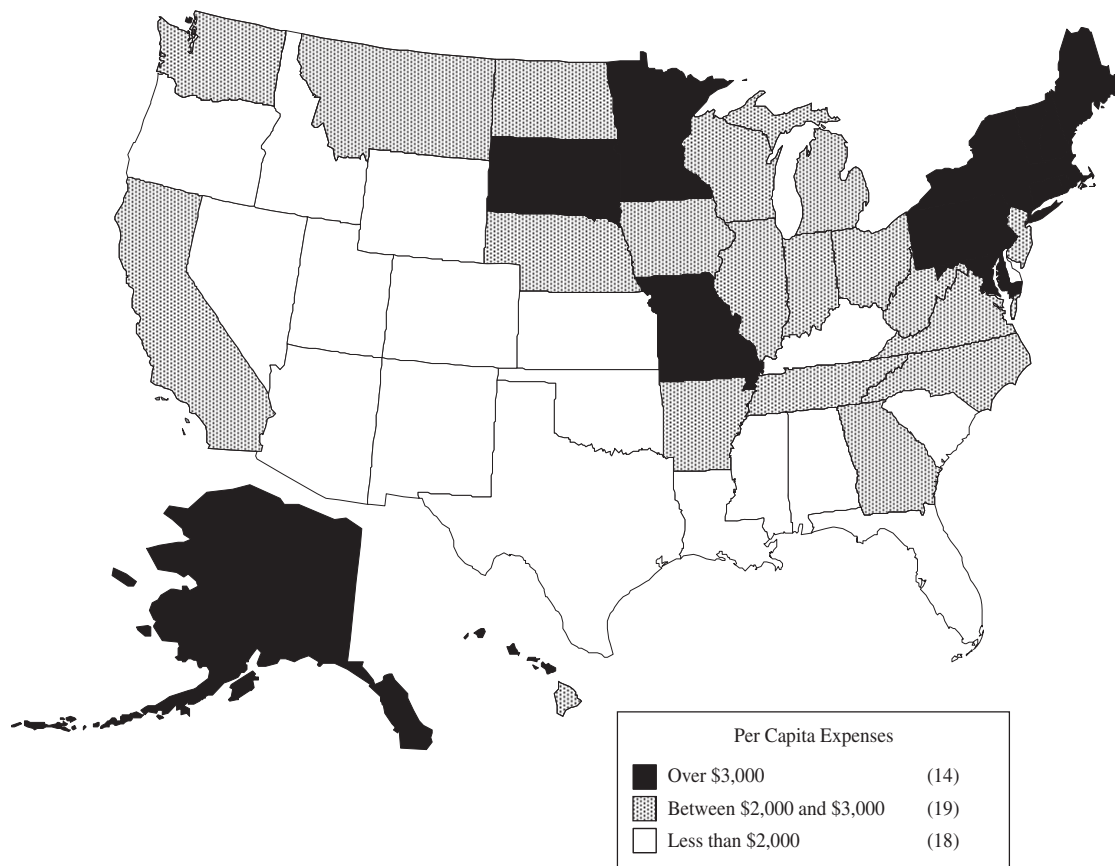 Per Capita Expenses
Over $3,000 (14)
Between $2,000 and $3,000 (19)
Less than $2,000 (18)